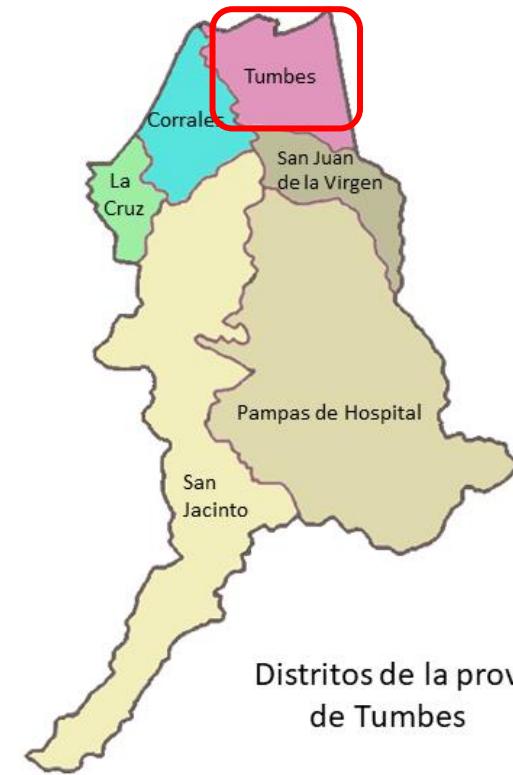 Tumbes
Corrales
San Juan
de la Virgen
La
Cruz
Pampas de Hospital
San
Jacinto
Distritos de la prov
de Tumbes